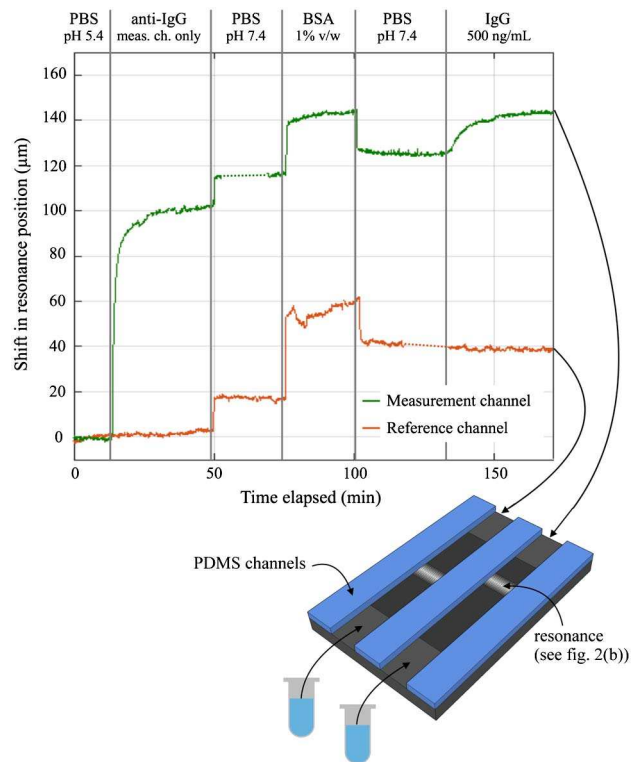 PBS anti-IgG PBS BSA PBS IgG
pH 5.4 meas. ch. only pH 7.4 1% v/w pH 7.4 500 ng/mL
160
140
120
100
80
60
40
20
0
Shift in resonance position (µm)
Measurement channel
Reference channel
0 50 100 150
Time elapsed (min)
PDMS channels
resonance
(see fig. 2(b))